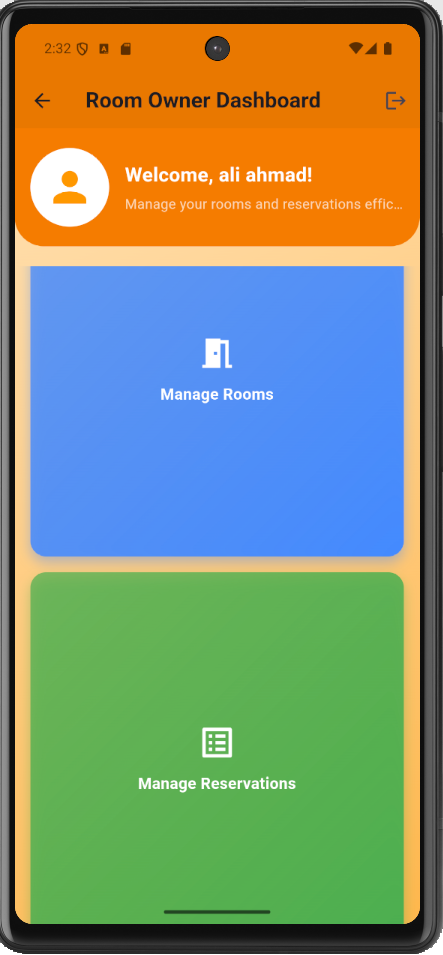 2:32
Room Owner Dashboard
Welcome, ali ahmad!
Manage your rooms and reservations effic...
Manage Rooms
Manage Reservations